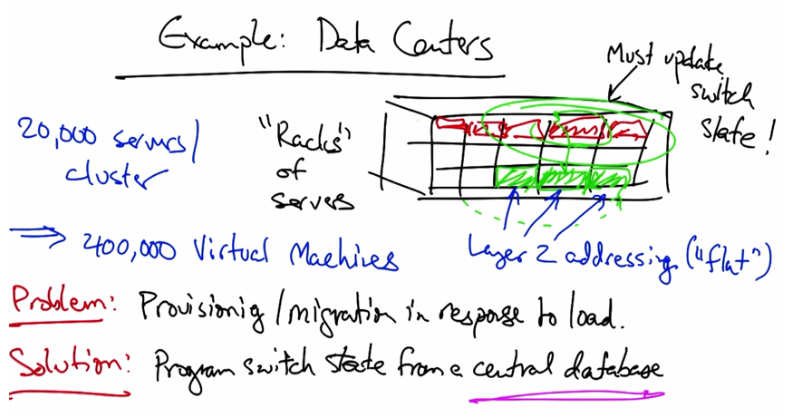 Example: Data Centers
Must update
switch
state!
20,000 servers/
cluster
"Racks"
of
servers
⇒ 400,000 Virtual Machines
Layer 2 addressing ("flat")
Problem: Provisionig/migration in response to load.
Solution: Program switch state from a central database